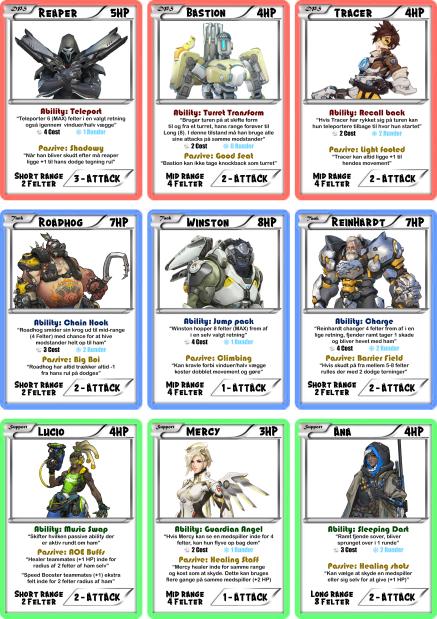 DPS
REAPER 5HP
Ability: Teleport
"Teleporter 6 (MAX) felter i en valgt retning
også igennem vinduer/halv vægge"
4 Cost 1 Runder
Passive: Shadowy
"Når han bliver skudt efter må reaper
ligge +1 til hans dodge tegning rul"
SHORT RANGE
2 FELTER
3-ATTACK
BASTION 4HP
Ability: Turret Transform
"Bruger turen på at skifte form
til og fra et turret, hans range forøver til
Long (8). I denne tilstand må han bruge alle
sine attacks på samme modstander"
2 Cost 0 Runder
Passive: Good Seat
"Bastion kan ikke tage knockback som turret"
MID RANGE
4 FELTER
2-ATTACK
DPS
TRACER 4HP
Ability: Recall back
"Hvis Tracer har rykket sig på turen kan
hun teleportere tilbage til hvor hun startet"
2 Cost 2 Runder
Passive: Light footed
"Tracer kan altid ligge +1 til
hendes movement"
MID RANGE
4 FELTER
2-ATTACK
Tank
ROADHOG 7HP
Ability: Chain Hook
"Roadhog smider sin krog ud til mid-range
(4 Felter) med chance for at hive
modstander helt op til ham"
3 Cost 2 Runder
Passive: Big Boi
"Roadhog har altid trækker altid -1
fra hans rul på dodges"
SHORT RANGE
2 FELTER
2-ATTACK
WINSTON 8HP
Ability: Jump pack
"Winston hopper 8 felter (MAX) frem af
i en selv valgt retning"
4 Cost 1 Runder
Passive: Climbing
"Kan kravle forbi vinduer/halv vægge
koster dobblet movement og gøre"
MID RANGE
4 FELTER
1-ATTACK
Tank
REINHARDT 7HP
Ability: Charge
"Reinhardt changer 4 felter frem af i en
lige retning, fjender ramt tager 1 skade
og bliver hevet med ham"
4 Cost 2 Runder
Passive: Barrier Field
"Hvis skudt på fra mellem 5-8 felter
rulles der med 2 dodge terninger"
SHORT RANGE
2 FELTER
2-ATTACK
Support
LUCIO 4HP
Ability: Music Swap
"Skifter hvilken passive ability der
er aktiv rundt om ham"
Passive: AOE Buffs
"Healer teammates (+1 HP) inde for
radius af 2 felter af ham selv"
"Speed Booster teammates (+1) ekstra
felt inde for 2 felter radius af ham"
SHORT RANGE
2 FELTER
2-ATTACK
Support
MERCY 3HP
Ability: Guardian Angel
"Hvis Mercy kan se en medspiller inde for 4
felter, kan hun flyve op bag dom"
2 Cost 1 Runder
Passive: Healing Staff
"Mercy healer inde for samme range
og kost som at skyde. Dette kan bruges
flere gange på samme medspiller (+2 HP)
MID RANGE
4 FELTER
1-ATTACK
Support
ANA 4HP
Ability: Sleeping Dart
"Ramt fjende sover, bliver
sprunget over i 1 runde"
3 Cost 2 Runder
Passive: Healing shots
"Kan vælge at skyde en medspiller
eller sig selv for at give (+1 HP)"
LONG RANGE
8 FELTER
2-ATTACK